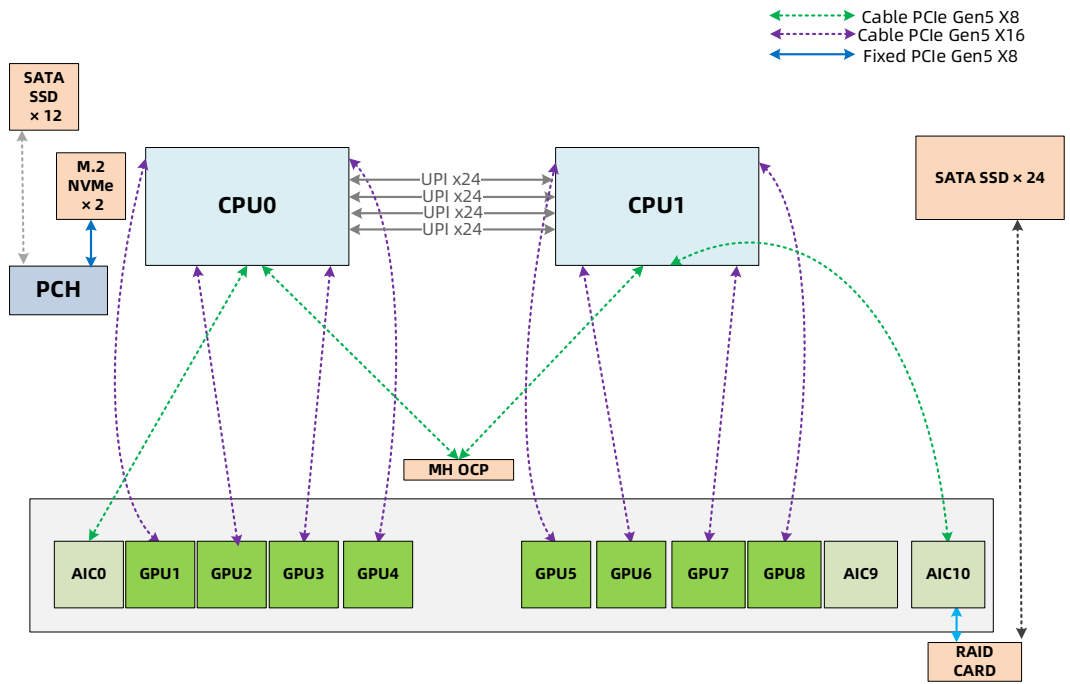 Cable PCIe Gen5 X8
Cable PCIe Gen5 X16
Fixed PCIe Gen5 X8
SATA
SSD
× 12
M.2
NVMe
× 2
PCH
CPU0
UPI x24
UPI x24
UPI x24
UPI x24
CPU1
SATA SSD × 24
MH OCP
AIC0
GPU1
GPU2
GPU3
GPU4
GPU5
GPU6
GPU7
GPU8
AIC9
AIC10
RAID
CARD